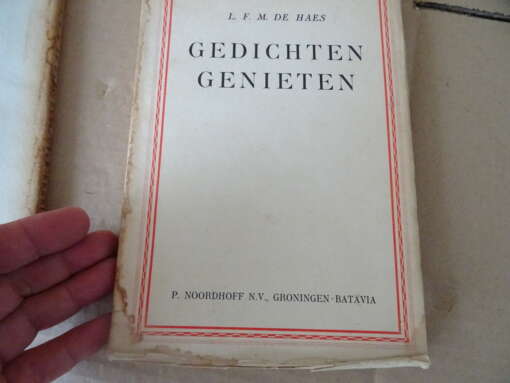 L. F. M. DE HAES
GEDICHTEN
GENIETEN
P. NOORDHOFF N.V., GRONINGEN-BATAVIA